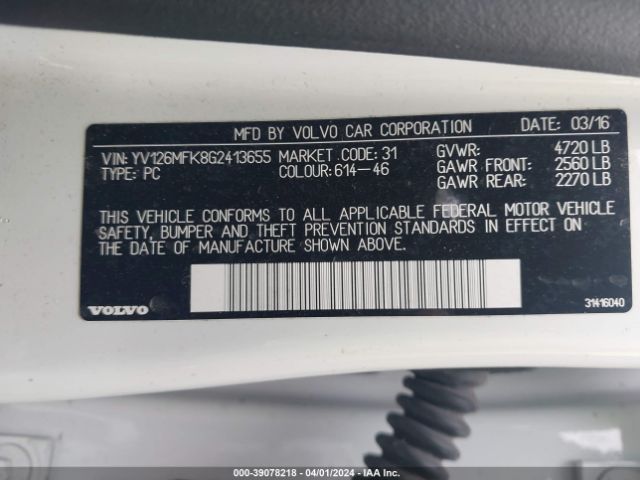 MFD BY VOLVO CAR CORPORATION DATE: 03/16
VIN: YV126MFK8G2413655 MARKET CODE: 31 GVWR: 4720 LB
TYPE: PC COLOUR: 614-46 GAWR FRONT: 2560 LB
GAWR REAR: 2270 LB
THIS VEHICLE CONFORMS TO ALL APPLICABLE FEDERAL MOTOR VEHICLE
SAFETY, BUMPER AND THEFT PREVENTION STANDARDS IN EFFECT ON
THE DATE OF MANUFACTURE SHOWN ABOVE.
VOLVO 31416040
000-39078218 - 04/01/2024 - IAA Inc.